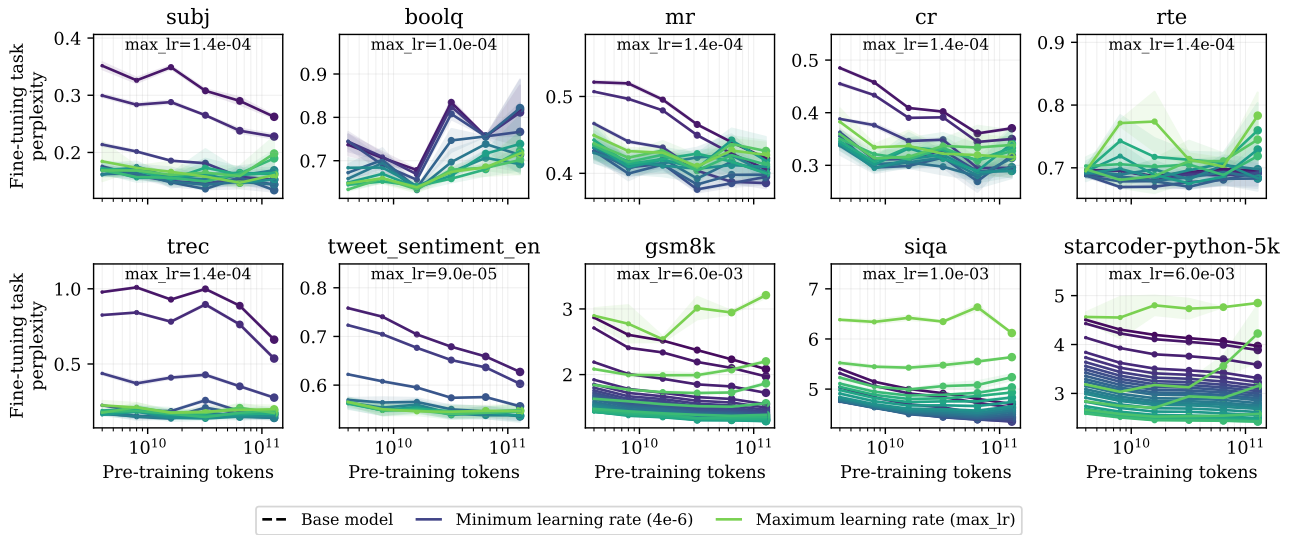 subj boolq mr cr rte
max_lr=1.4e-04 max_lr=1.0e-04 max_lr=1.4e-04 max_lr=1.4e-04 max_lr=1.4e-04
Fine-tuning task
perplexity
0.4
0.3
0.2
0.9
0.8
0.7
0.5
0.4
0.5
0.4
0.3
0.9
0.8
0.7
trec tweet_sentiment_en gsm8k siqa starcoder-python-5k
max_lr=1.4e-04 max_lr=9.0e-05 max_lr=6.0e-03 max_lr=1.0e-03 max_lr=6.0e-03
Fine-tuning task
perplexity
1.0
0.5
0.8
0.7
0.6
3
2
7
6
5
5
4
3
10^10 10^11 10^10 10^11 10^10 10^11 10^10 10^11 10^10 10^11
Pre-training tokens Pre-training tokens Pre-training tokens Pre-training tokens Pre-training tokens
Base model Minimum learning rate (4e-6) Maximum learning rate (max_lr)